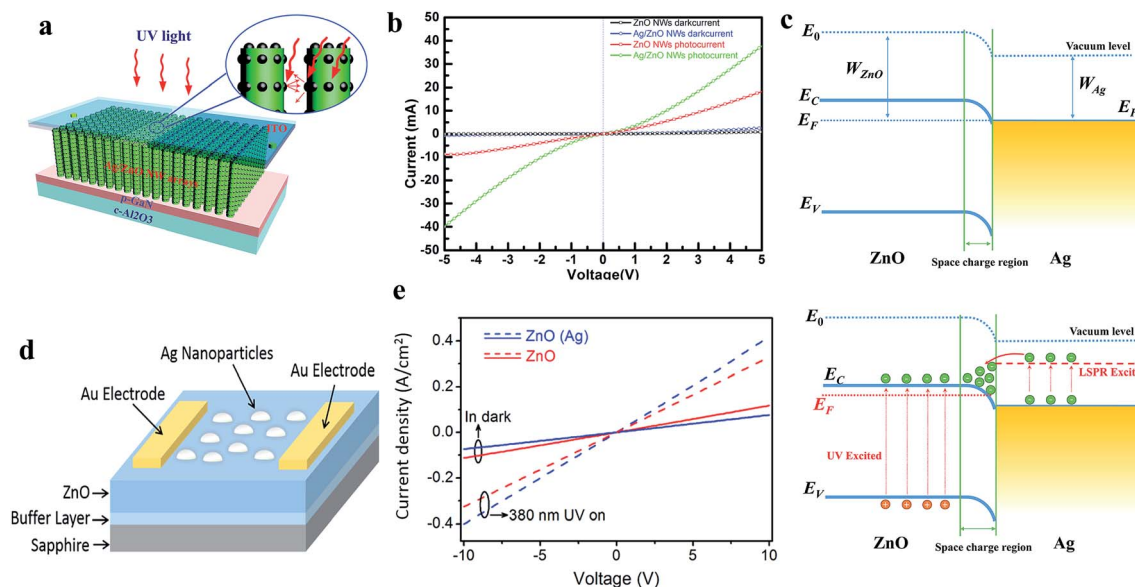 a
UV light
ITO
p-GaN
c-Al2O3
b
ZnO NWs darkcurrent
Ag/ZnO NWs darkcurrent
ZnO NWs photocurrent
Ag/ZnO NWs photocurrent
Current (mA)
50
40
30
20
10
0
-10
-20
-30
-40
-50
-5 -4 -3 -2 -1 0 1 2 3 4 5
Voltage(V)
c
E0
Vacuum level
WZnO
WAg
EC
EF
EF
EV
ZnO
Space charge region
Ag
d
Ag Nanoparticles
Au Electrode
Au Electrode
ZnO
Buffer Layer
Sapphire
e
ZnO (Ag)
ZnO
In dark
380 nm UV on
Current density (A/cm2)
0.4
0.2
0.0
-0.2
-0.4
-10 -5 0 5 10
Voltage (V)
E0
Vacuum level
LSPR Excit
EC
EF
UV Excited
EV
ZnO
Space charge region
Ag